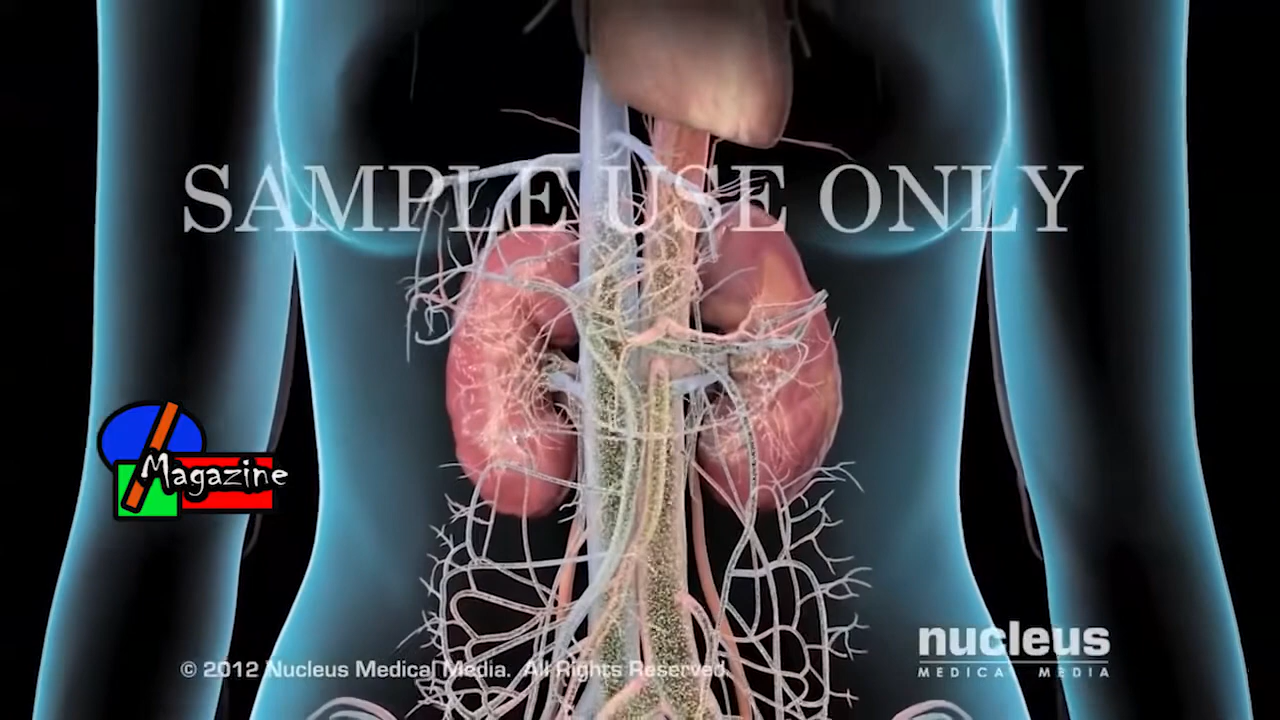 SAMPLE USE ONLY
Magazine
nucleus
MEDICAL MEDIA
© 2012 Nucleus Medical Media. All Rights Reserved.